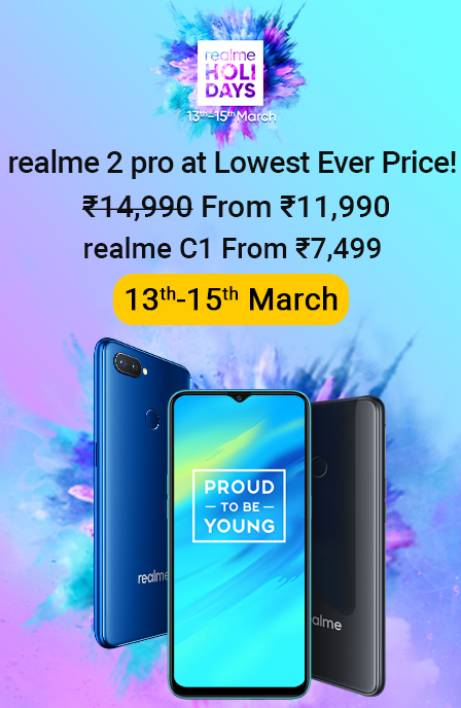 realme
HOLI
DAYS
13th-15th March
realme 2 pro at Lowest Ever Price!
₹14,990 From ₹11,990
realme C1 From ₹7,499
13th-15th March
PROUD
– TO BE –
YOUNG
realme
alme